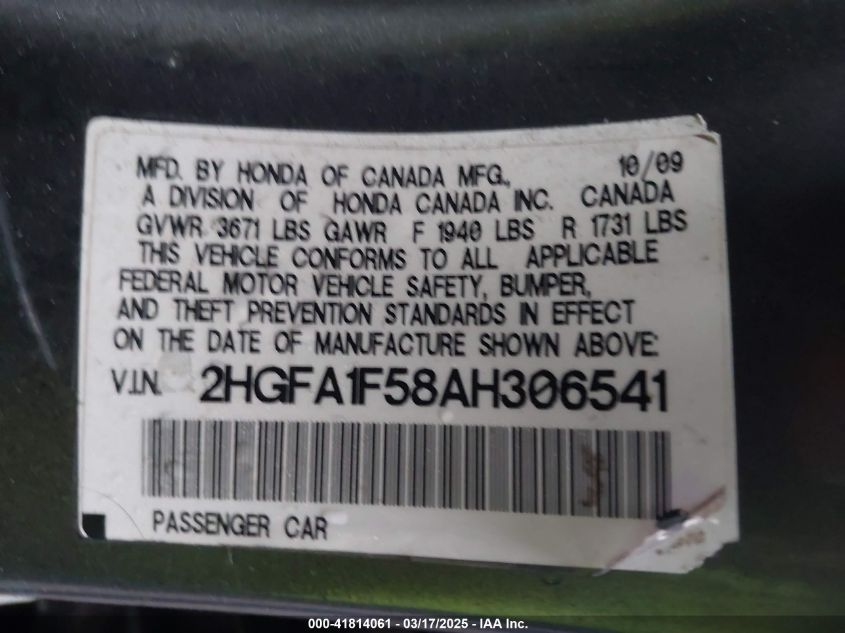 MFD. BY HONDA OF CANADA MFG., 10/09
A DIVISION OF HONDA CANADA INC. CANADA
GVWR 3671 LBS GAWR F 1940 LBS R 1731 LBS
THIS VEHICLE CONFORMS TO ALL APPLICABLE
FEDERAL MOTOR VEHICLE SAFETY, BUMPER,
AND THEFT PREVENTION STANDARDS IN EFFECT
ON THE DATE OF MANUFACTURE SHOWN ABOVE:
V.I.N. 2HGFA1F58AH306541
PASSENGER CAR
000-41814061 - 03/17/2025 - IAA Inc.